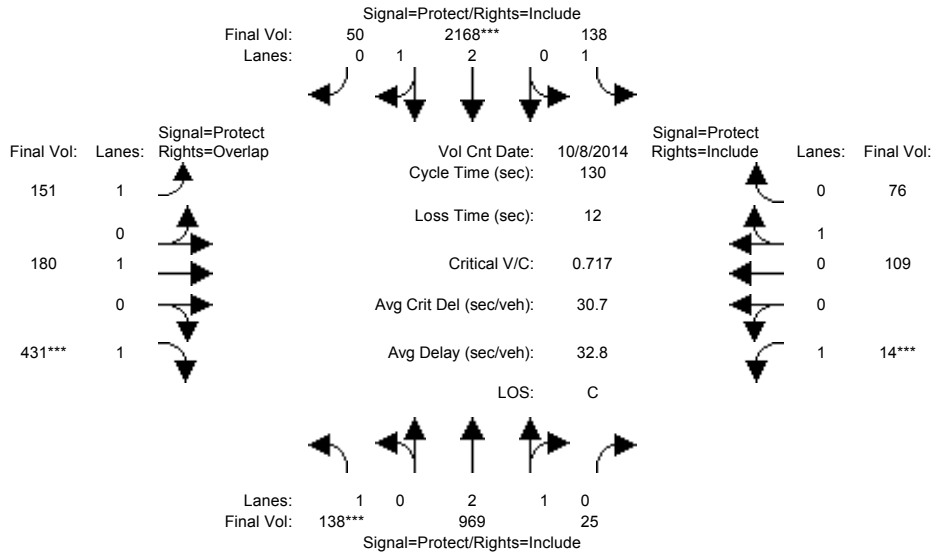 Signal=Protect/Rights=Include
Final Vol: 50 2168*** 138
Lanes: 0 1 2 0 1
Signal=Protect Signal=Protect
Final Vol: Lanes: Rights=Overlap Vol Cnt Date: 10/8/2014 Rights=Include Lanes: Final Vol:
Cycle Time (sec): 130
151 1 0 76
Loss Time (sec): 12
0 1
180 1 Critical V/C: 0.717 0 109
0 Avg Crit Del (sec/veh): 30.7 0
431*** 1 Avg Delay (sec/veh): 32.8 1 14***
LOS: C
Lanes: 1 0 2 1 0
Final Vol: 138*** 969 25
Signal=Protect/Rights=Include